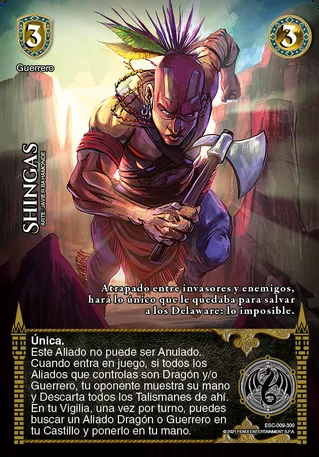 3
3
Guerrero
SHINGAS
ARTE: JAVIER BAHAMONDE
Atrapado entre invasores y enemigos,
hará lo único que le quedaba para salvar
a los Delaware: lo imposible.
Única.
Este Aliado no puede ser Anulado.
Cuando entra en juego, si todos los
Aliados que controlas son Dragón y/o
Guerrero, tu oponente muestra su mano
y Descarta todos los Talismanes de ahí.
En tu Vigilia, una vez por turno, puedes
buscar un Aliado Dragón o Guerrero en
tu Castillo y ponerlo en tu mano.
ESC-009-300